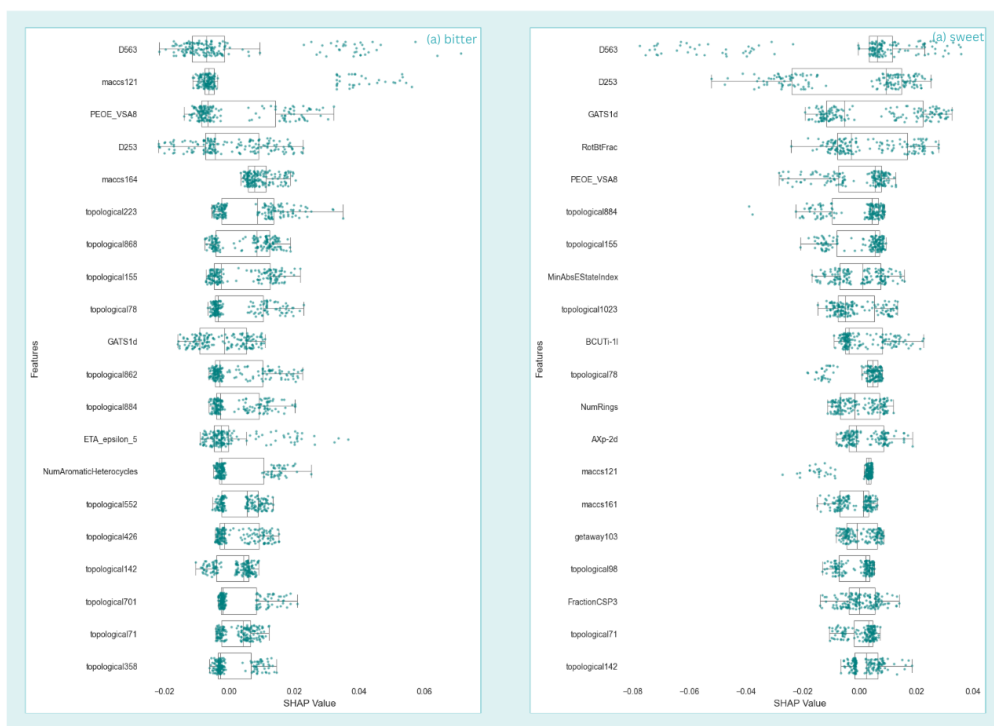 (a) bitter
D563
maccs121
PEOE_VSA8
D253
maccs164
topological223
topological868
topological155
topological78
GATS1d
topological862
topological884
ETA_epsilon_5
NumAromaticHeterocycles
topological552
topological426
topological142
topological701
topological71
topological358
Features
−0.02 0.00 0.02 0.04 0.06
SHAP Value
(a) sweet
D563
D253
GATS1d
RotBtFrac
PEOE_VSA8
topological884
topological155
MinAbsEStateIndex
topological1023
BCUTi-1l
topological78
NumRings
AXp-2d
maccs121
maccs161
getaway103
topological98
FractionCSP3
topological71
topological142
Features
−0.08 −0.06 −0.04 −0.02 0.00 0.02 0.04
SHAP Value